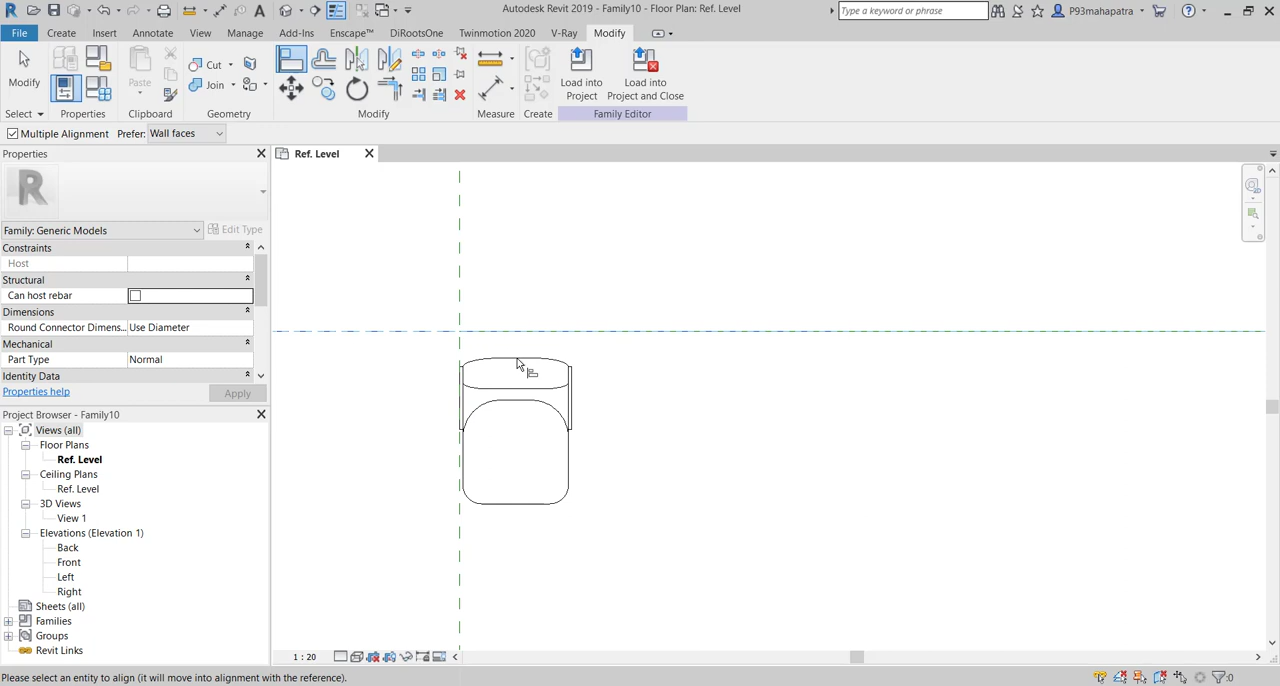 Autodesk Revit 2019 - Family10 - Floor Plan: Ref. Level
Type a keyword or phrase
P93mahapatra
File
Create
Insert
Annotate
View
Manage
Add-Ins
Enscape™
DiRootsOne
Twinmotion 2020
V-Ray
Modify
Modify
Paste
Cut
Join
Load into
Project
Load into
Project and Close
Select
Properties
Clipboard
Geometry
Modify
Measure
Create
Family Editor
Multiple Alignment
Prefer:
Wall faces
Properties
Ref. Level
Family: Generic Models
Edit Type
Constraints
Host
Structural
Can host rebar
Dimensions
Round Connector Dimens...
Use Diameter
Mechanical
Part Type
Normal
Identity Data
Properties help
Apply
Project Browser - Family10
Views (all)
Floor Plans
Ref. Level
Ceiling Plans
Ref. Level
3D Views
View 1
Elevations (Elevation 1)
Back
Front
Left
Right
Sheets (all)
Families
Groups
Revit Links
1 : 20
Please select an entity to align (it will move into alignment with the reference).
:0